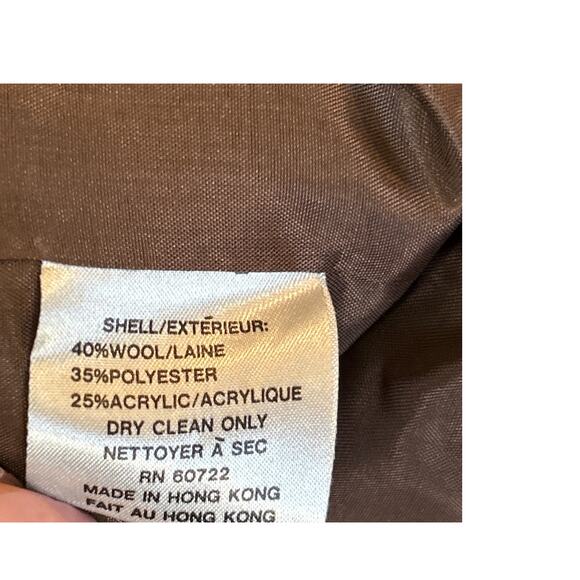 SHELL/EXTÉRIEUR:
40%WOOL/LAINE
35%POLYESTER
25%ACRYLIC/ACRYLIQUE
DRY CLEAN ONLY
NETTOYER À SEC
RN 60722
MADE IN HONG KONG
FAIT AU HONG KONG